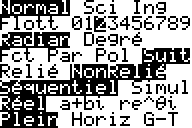 Normal Sci Ing
Flott 0123456789
Radian Degré
Fct Par Pol Suit
Relié NonRelié
Séquentiel Simul
Réel a+bi re^θi
Plein Horiz G-T